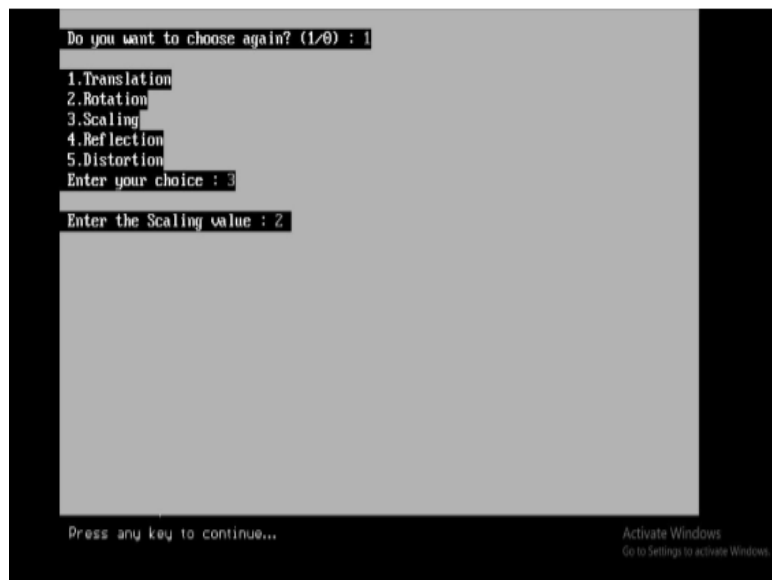 Do you want to choose again? (1/0) : 1
1.Translation
2.Rotation
3.Scaling
4.Reflection
5.Distortion
Enter your choice : 3
Enter the Scaling value : 2
Press any key to continue...
Activate Windows
Go to Settings to activate Windows.